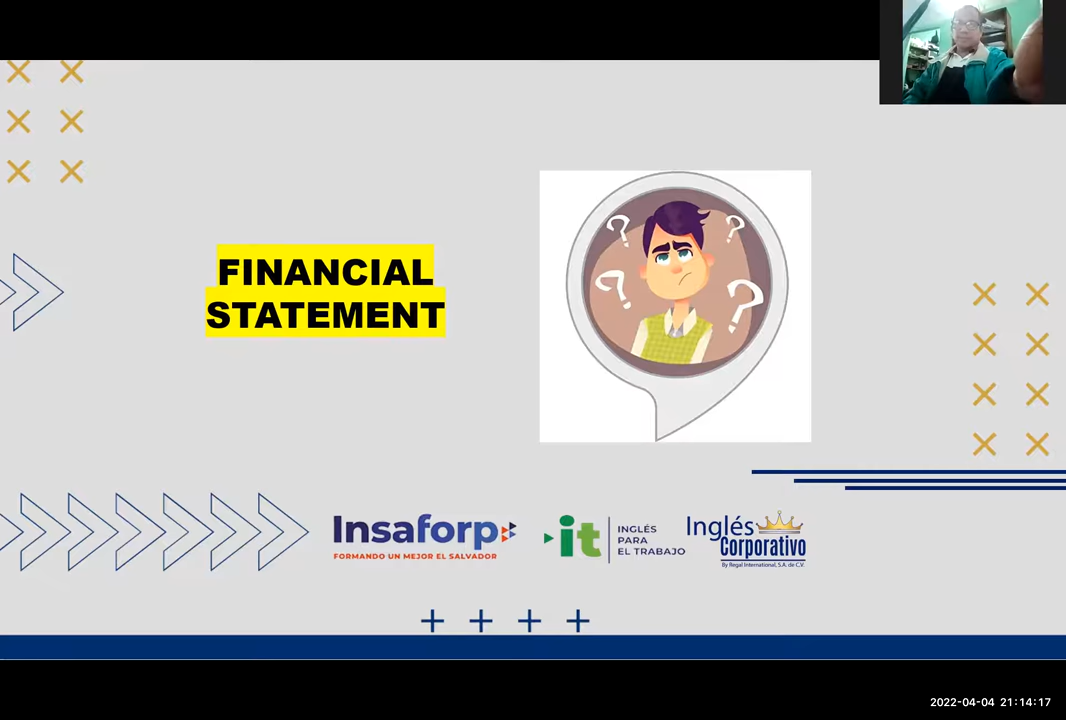 FINANCIAL
STATEMENT
Insaforp
FORMANDO UN MEJOR EL SALVADOR
it
INGLÉS
PARA
EL TRABAJO
Inglés
Corporativo
By Regal International, S.A. de C.V.
2022-04-04 21:14:17